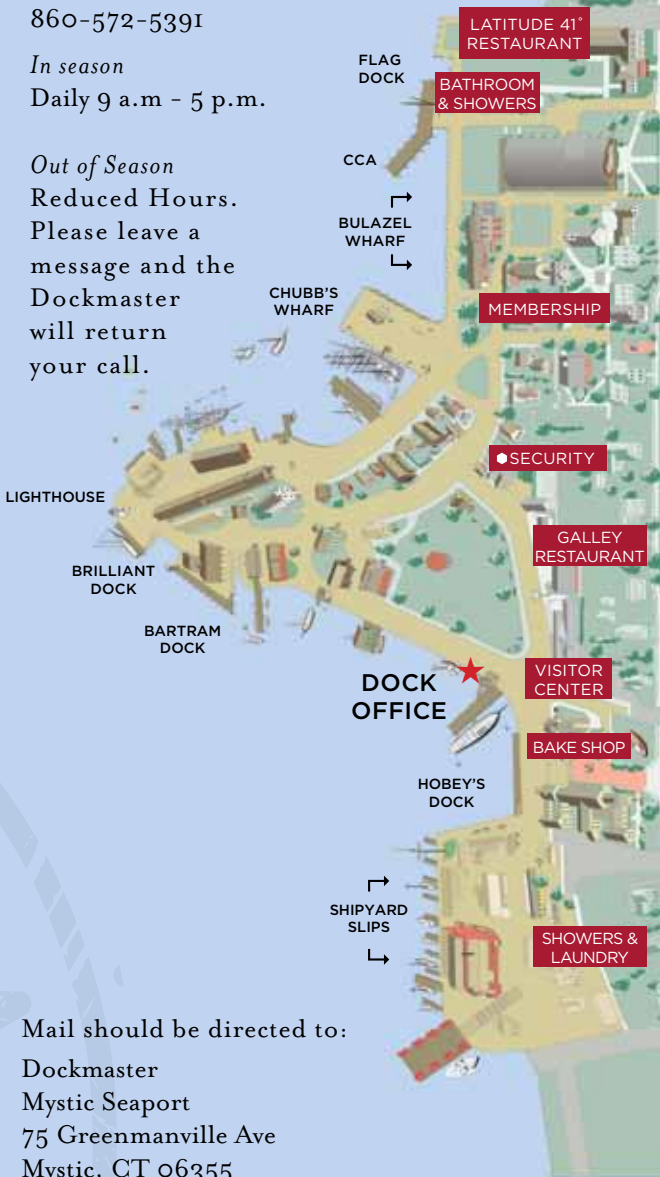 860-572-5391
In season
Daily 9 a.m - 5 p.m.
Out of Season
Reduced Hours.
Please leave a
message and the
Dockmaster
will return
your call.
LATITUDE 41°
RESTAURANT
FLAG
DOCK
BATHROOM
& SHOWERS
CCA
BULAZEL
WHARF
CHUBB'S
WHARF
MEMBERSHIP
SECURITY
LIGHTHOUSE
GALLEY
RESTAURANT
BRILLIANT
DOCK
BARTRAM
DOCK
DOCK
OFFICE
VISITOR
CENTER
BAKE SHOP
HOBEY'S
DOCK
SHIPYARD
SLIPS
SHOWERS &
LAUNDRY
Mail should be directed to:
Dockmaster
Mystic Seaport
75 Greenmanville Ave
Mystic, CT 06355